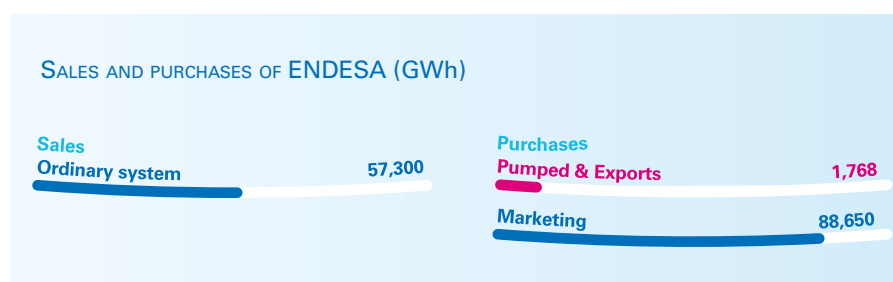 SALES AND PURCHASES OF ENDESA (GWh)
Sales
Ordinary system 57,300
Purchases
Pumped & Exports 1,768
Marketing 88,650